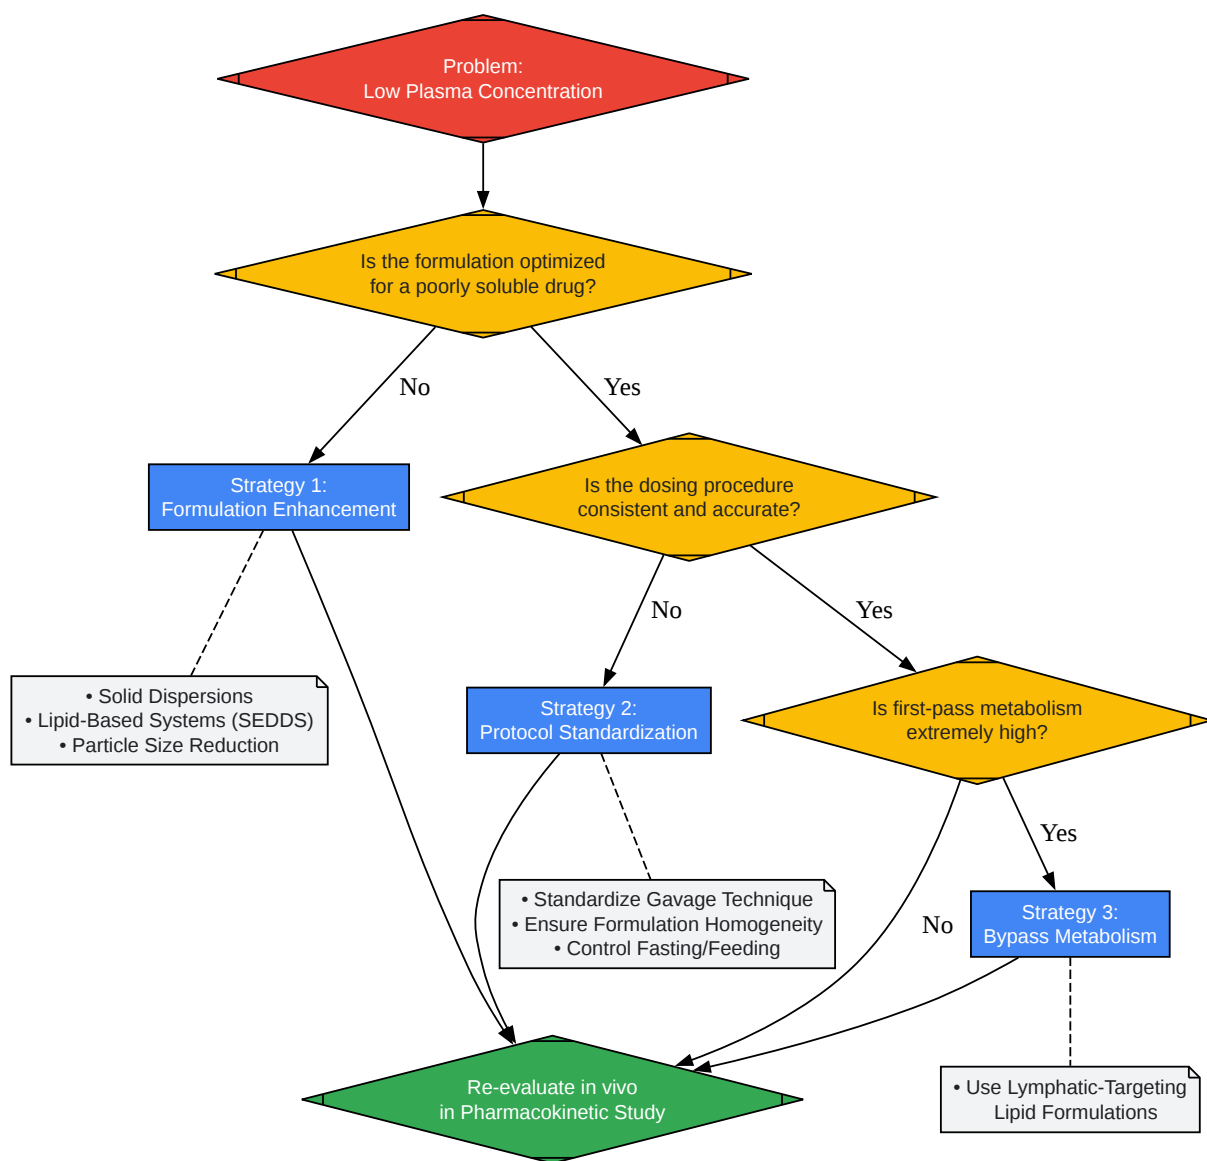 Problem:
Low Plasma Concentration
Is the formulation optimized
for a poorly soluble drug?
No
Yes
Strategy 1:
Formulation Enhancement
Is the dosing procedure
consistent and accurate?
No
Yes
• Solid Dispersions
• Lipid-Based Systems (SEDDS)
• Particle Size Reduction
Strategy 2:
Protocol Standardization
Is first-pass metabolism
extremely high?
Yes
• Standardize Gavage Technique
• Ensure Formulation Homogeneity
• Control Fasting/Feeding
No
Strategy 3:
Bypass Metabolism
Re-evaluate in vivo
in Pharmacokinetic Study
• Use Lymphatic-Targeting
Lipid Formulations